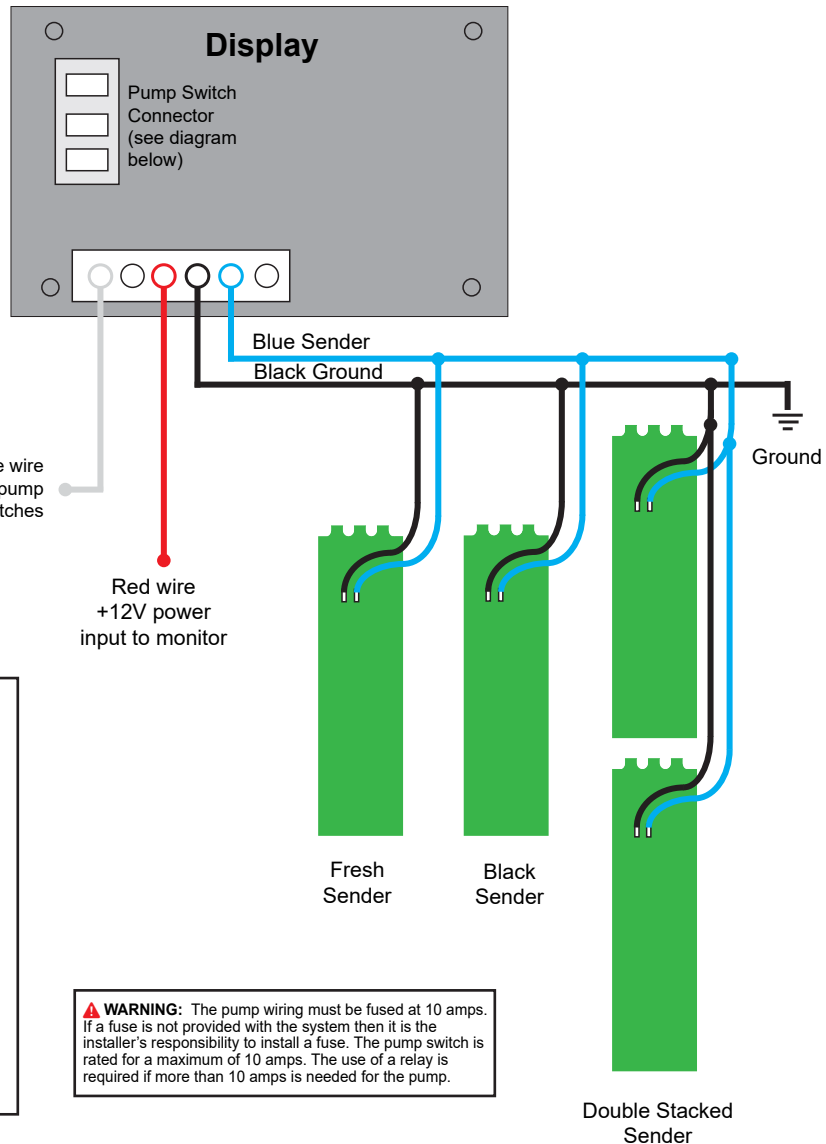 Display
Pump Switch
Connector
(see diagram
below)
Blue Sender
Black Ground
Ground
wire
pump
Red wire
+12V power
input to monitor
Fresh
Sender
Black
Sender
WARNING: The pump wiring must be fused at 10 amps.
If a fuse is not provided with the system then it is the
installer's responsibility to install a fuse. The pump switch is
rated for a maximum of 10 amps. The use of a relay is
required if more than 10 amps is needed for the pump.
Double Stacked
Sender